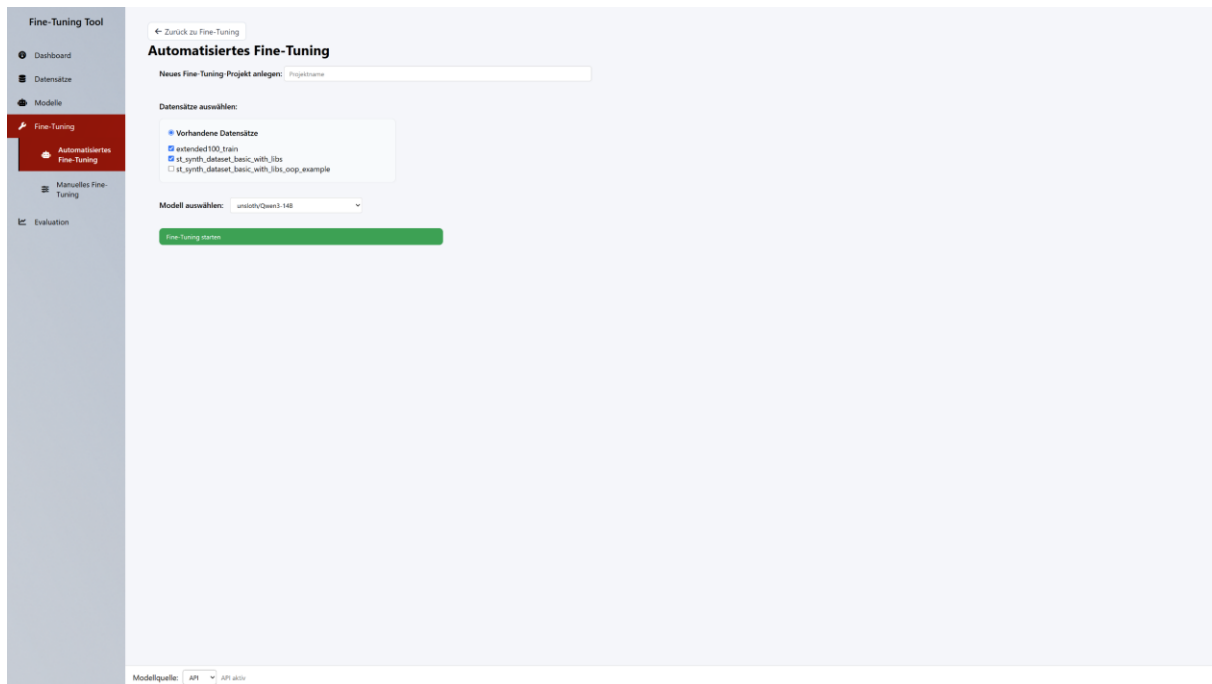 Fine-Tuning Tool
Dashboard
Datensätze
Modelle
Fine-Tuning
Automatisiertes
Fine-Tuning
Manuelles Fine-
Tuning
Evaluation
← Zurück zu Fine-Tuning
Automatisiertes Fine-Tuning
Neues Fine-Tuning-Projekt anlegen: Projektname
Datensätze auswählen:
Vorhandene Datensätze
extended100_train
st_synth_dataset_basic_with_libs
st_synth_dataset_basic_with_libs_oop_example
Modell auswählen: unsloth/Qwen3-14B
Fine-Tuning starten
Modellquelle: API API aktiv